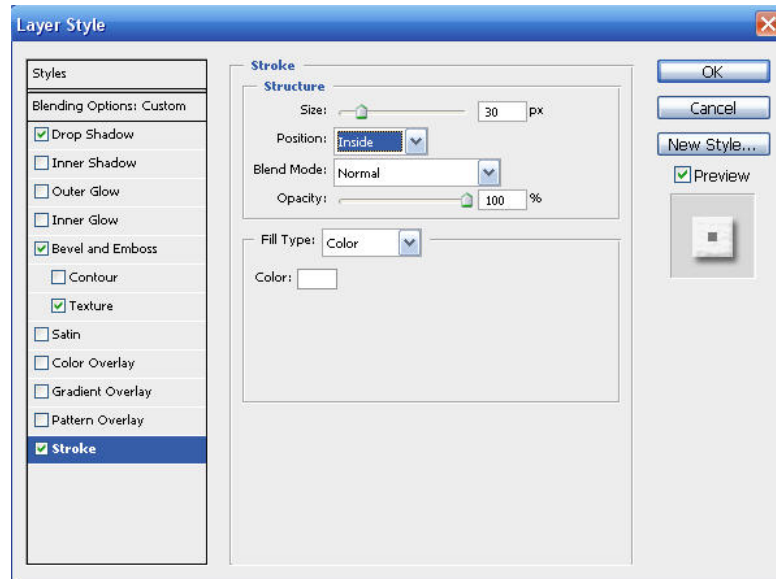 Layer Style
Styles
Blending Options: Custom
Drop Shadow
Inner Shadow
Outer Glow
Inner Glow
Bevel and Emboss
Contour
Texture
Satin
Color Overlay
Gradient Overlay
Pattern Overlay
Stroke
Stroke
Structure
Size: 30 px
Position: Inside
Blend Mode: Normal
Opacity: 100 %
Fill Type: Color
Color:
OK
Cancel
New Style...
Preview